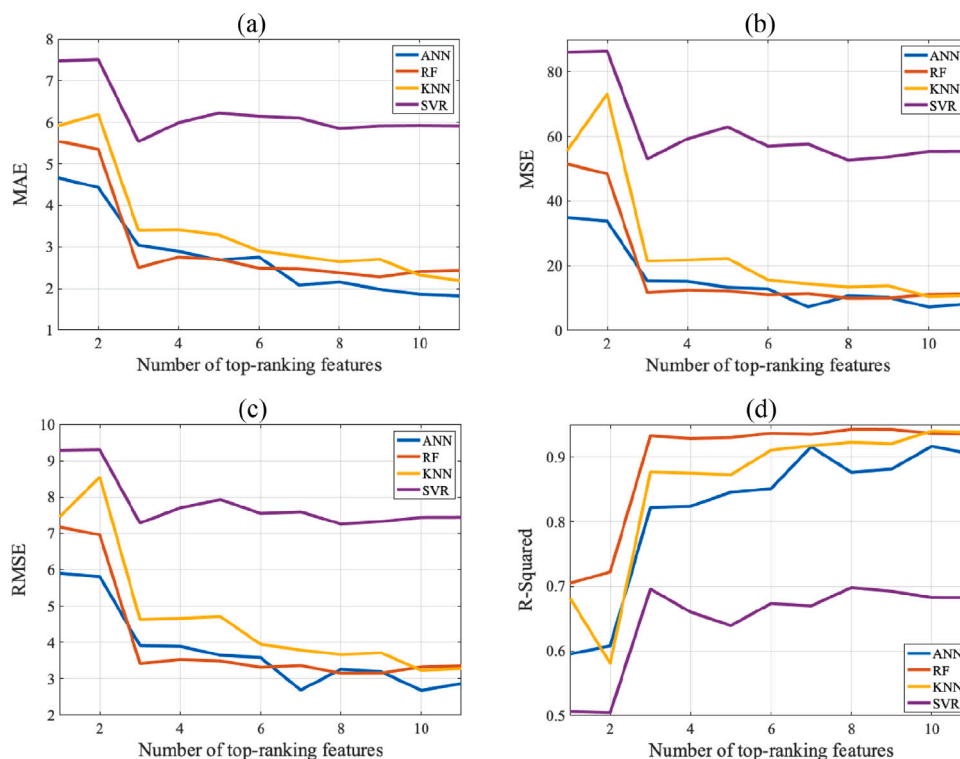 (a)
8
7
6
5
4
3
2
1
MAE
2
4
6
8
10
Number of top-ranking features
ANN
RF
KNN
SVR
(b)
80
60
40
20
0
MSE
2
4
6
8
10
Number of top-ranking features
ANN
RF
KNN
SVR
(c)
10
9
8
7
6
5
4
3
2
RMSE
2
4
6
8
10
Number of top-ranking features
ANN
RF
KNN
SVR
(d)
0.9
0.8
0.7
0.6
0.5
R-Squared
2
4
6
8
10
Number of top-ranking features
ANN
RF
KNN
SVR